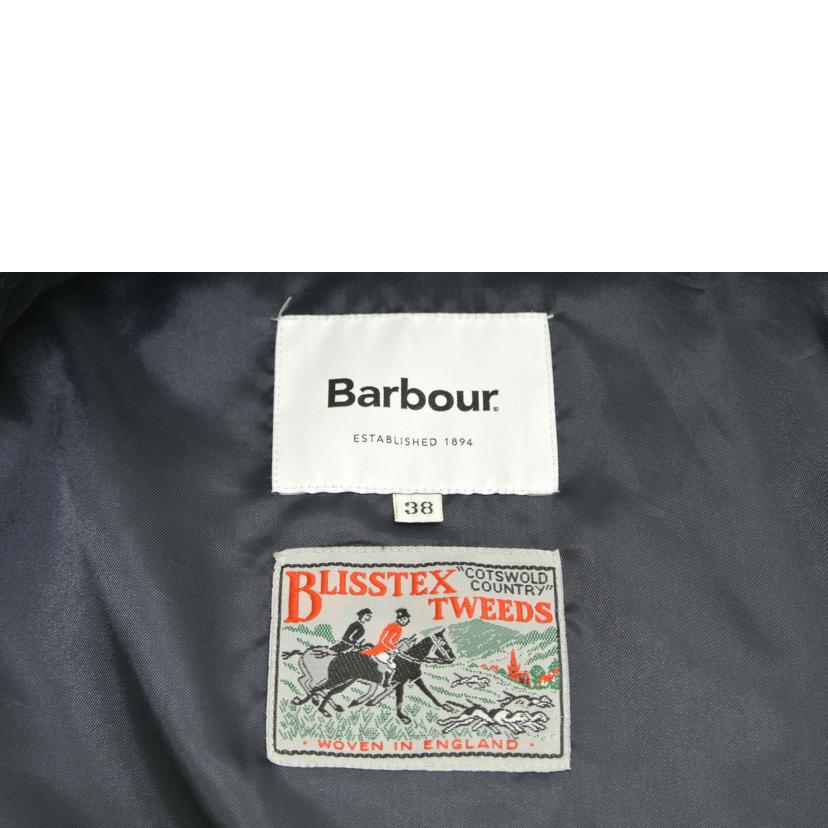 Barbour®
ESTABLISHED 1894
38
BLISSTEX "COTSWOLD
COUNTRY"
TWEEDS
· WOVEN IN ENGLAND ·